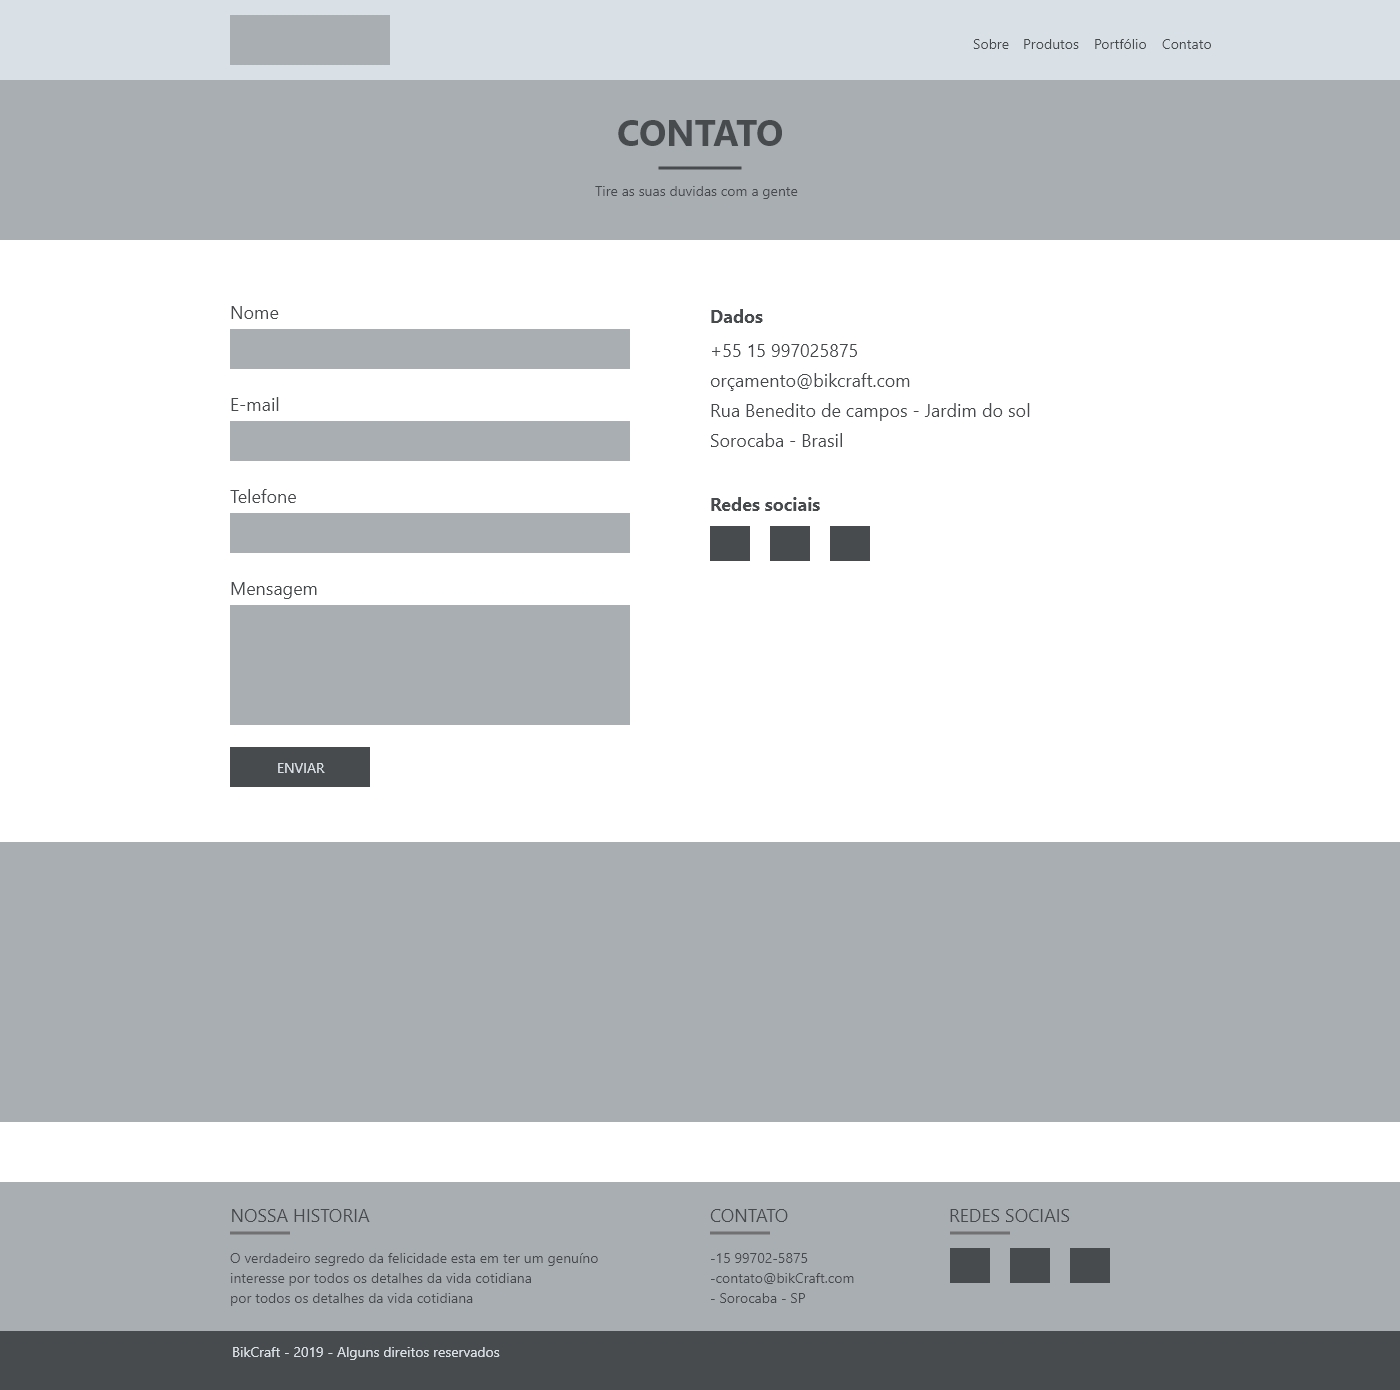 Sobre Produtos Portfólio Contato
CONTATO
Tire as suas duvidas com a gente
Nome
E-mail
Telefone
Mensagem
ENVIAR
Dados
+55 15 997025875
orçamento@bikcraft.com
Rua Benedito de campos - Jardim do sol
Sorocaba - Brasil
Redes sociais
NOSSA HISTORIA
O verdadeiro segredo da felicidade esta em ter um genuíno
interesse por todos os detalhes da vida cotidiana
por todos os detalhes da vida cotidiana
CONTATO
-15 99702-5875
-contato@bikCraft.com
- Sorocaba - SP
REDES SOCIAIS
BikCraft - 2019 - Alguns direitos reservados